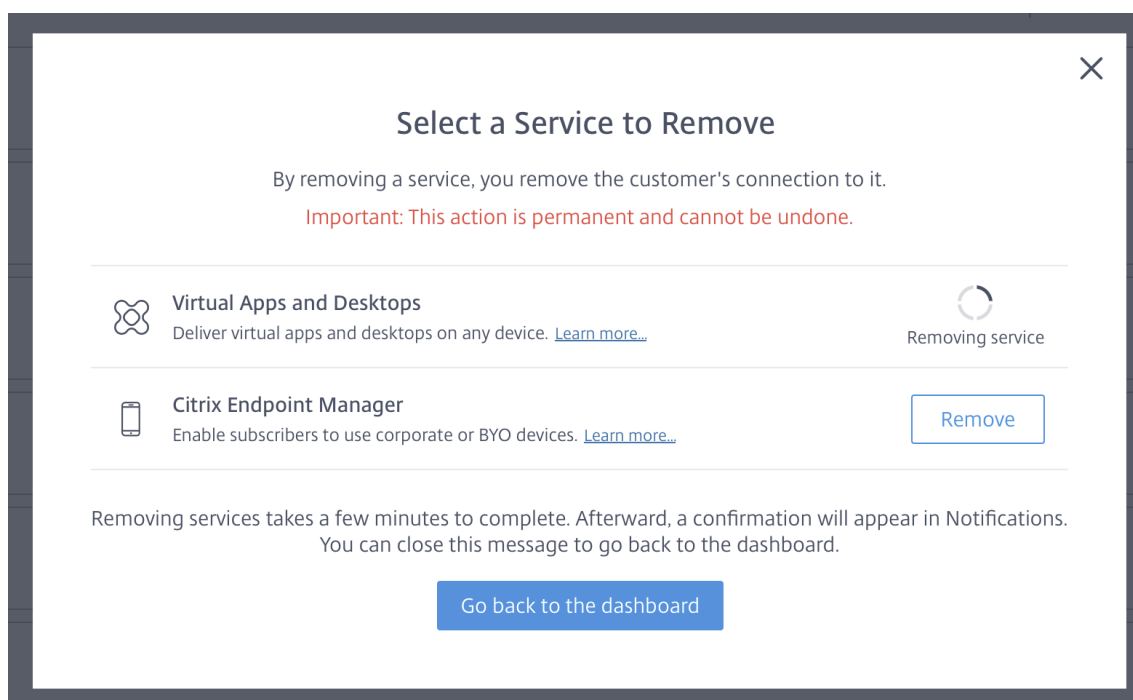 Select a Service to Remove
By removing a service, you remove the customer's connection to it.
Important: This action is permanent and cannot be undone.
Virtual Apps and Desktops
Deliver virtual apps and desktops on any device. Learn more...
Removing service
Citrix Endpoint Manager
Enable subscribers to use corporate or BYO devices. Learn more...
Remove
Removing services takes a few minutes to complete. Afterward, a confirmation will appear in Notifications.
You can close this message to go back to the dashboard.
Go back to the dashboard